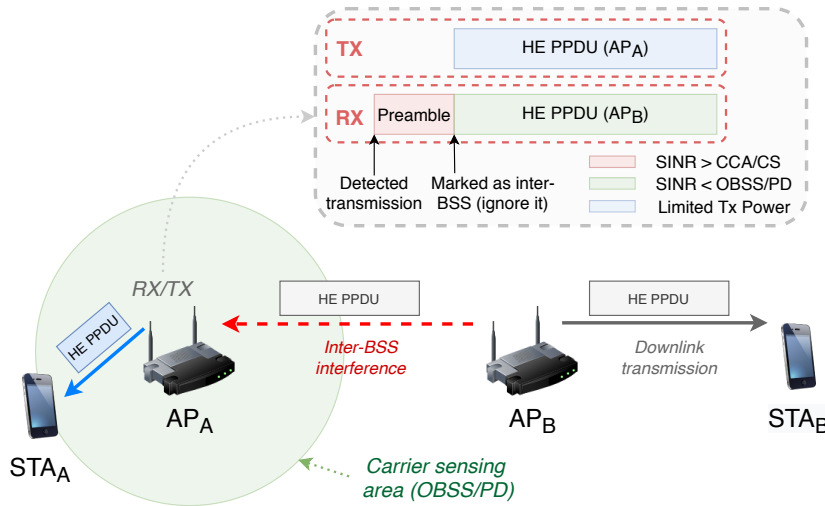 TX
HE PPDU (APA)
RX
Preamble
HE PPDU (APB)
Detected
transmission
Marked as inter-
BSS (ignore it)
SINR > CCA/CS
SINR < OBSS/PD
Limited Tx Power
RX/TX
HE PPDU
HE PPDU
HE PPDU
Inter-BSS
interference
Downlink
transmission
APA
APB
STAA
STAB
Carrier sensing
area (OBSS/PD)